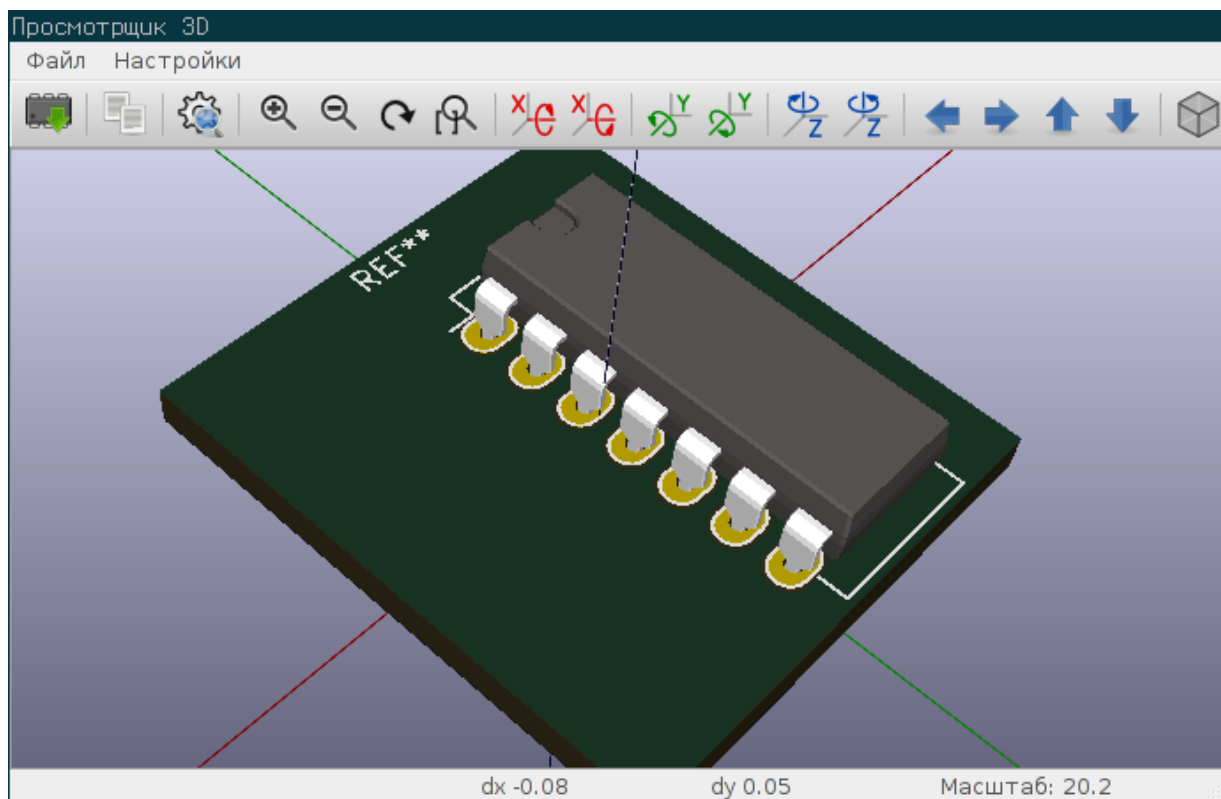 Просмотрщик 3D
Файл Настройки
X X Y Y Z Z
REF**
dx -0.08 dy 0.05 Масштаб: 20.2